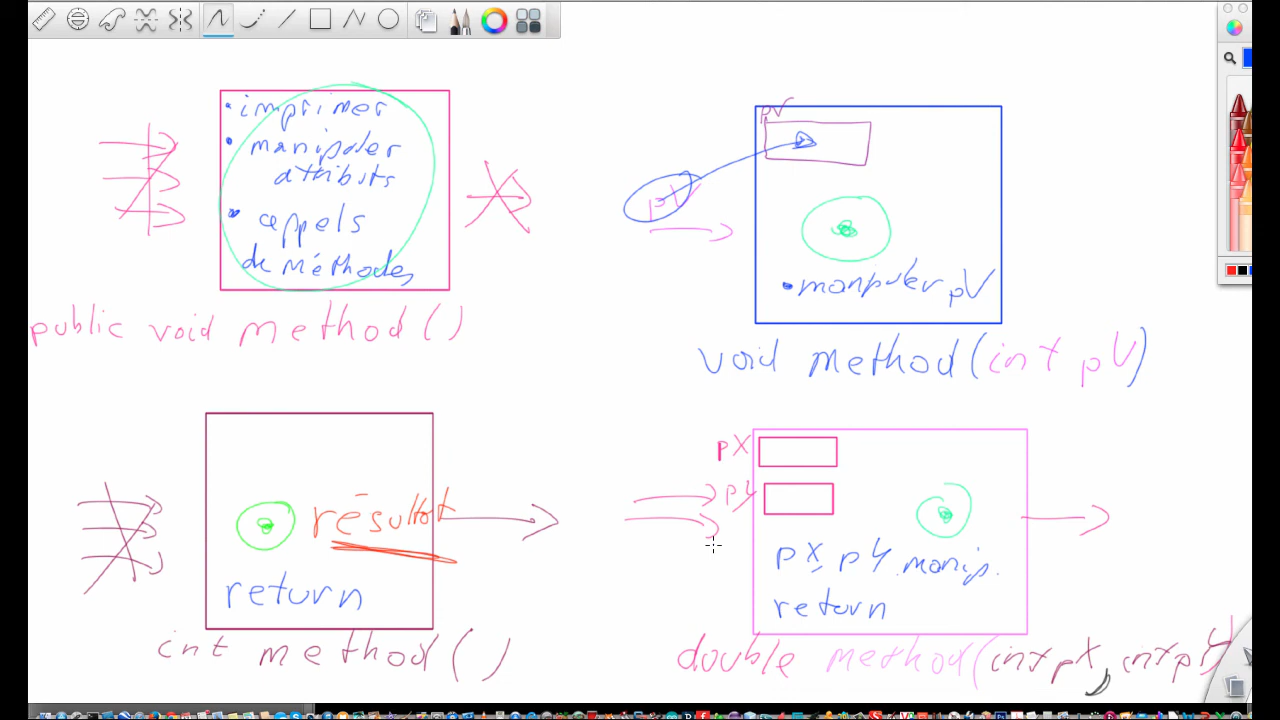 • imprimer
• manipuler
attributs
• appels
de méthodes
public void method()
pV
pV
• manipuler pV
void method(int pV)
résultat
return
int method()
pX
pY
pX, pY manip.
return
double method(int pX, int pY)